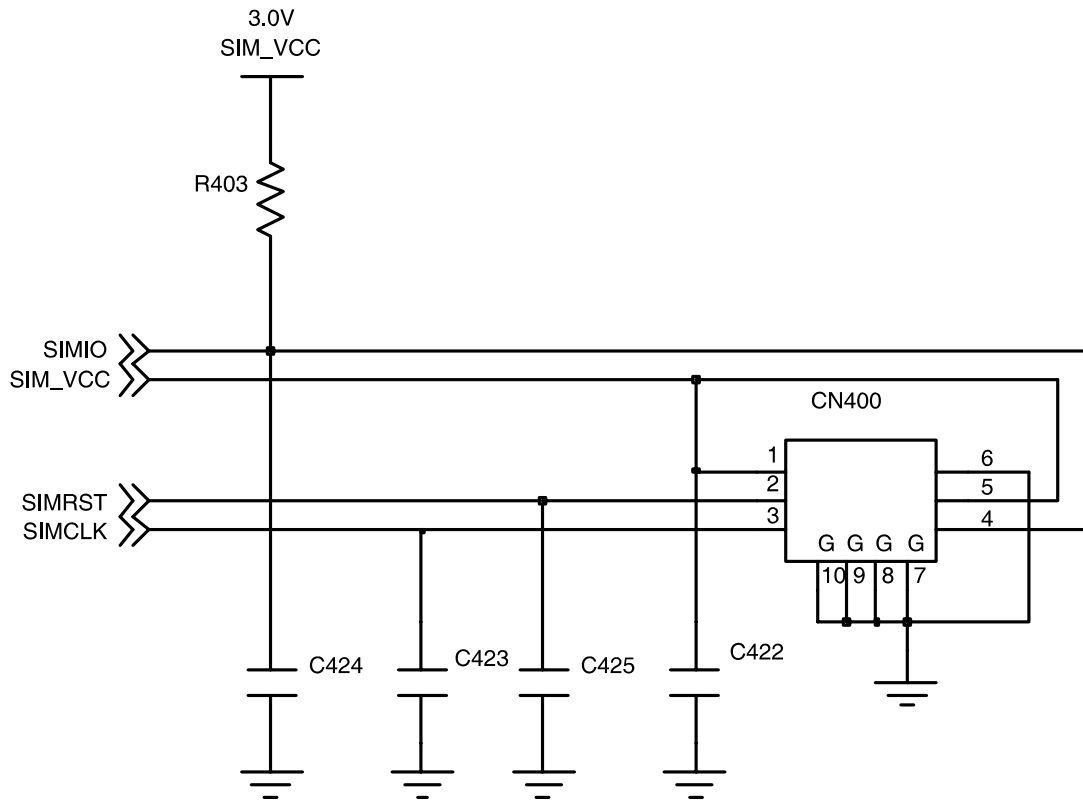 3.0V
SIM_VCC
R403
SIMIO
SIM_VCC
CN400
1
6
2
5
SIMRST
3
4
SIMCLK
G G G G
10 9 8 7
C424
C423
C425
C422